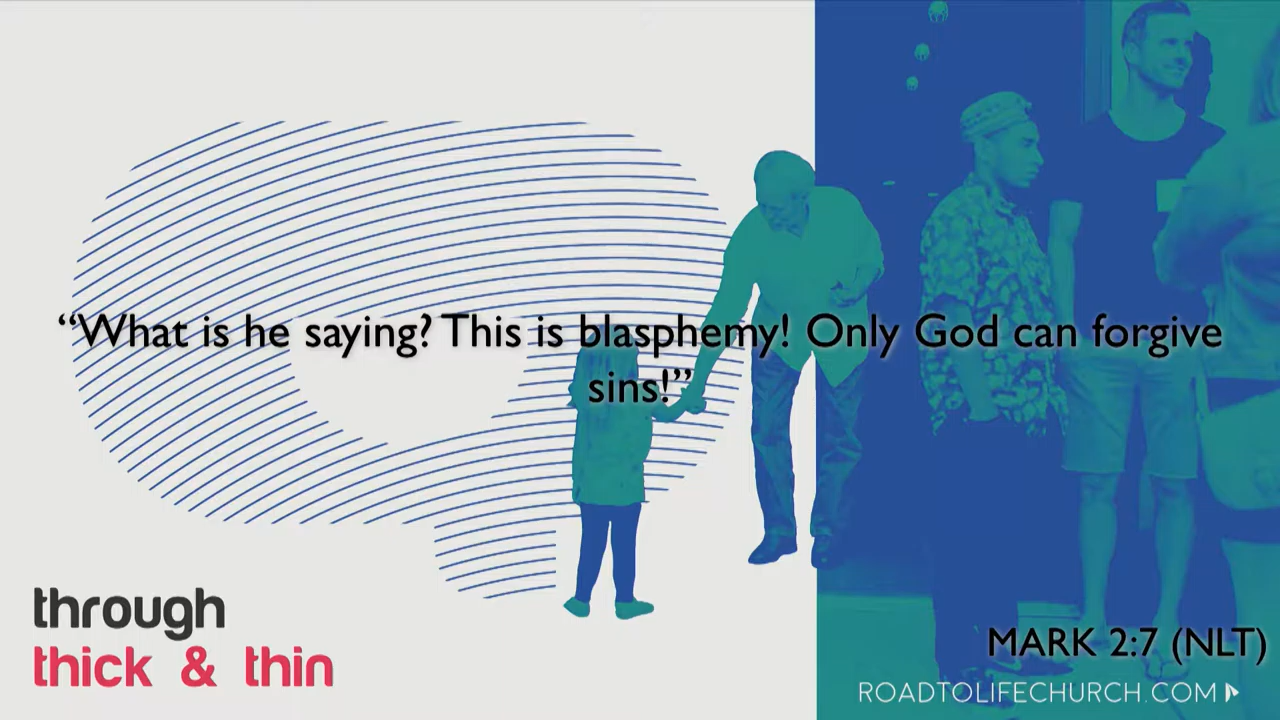 “What is he saying? This is blasphemy! Only God can forgive
sins!”
through
thick & thin
MARK 2:7 (NLT)
ROADTOLIFECHURCH.COM